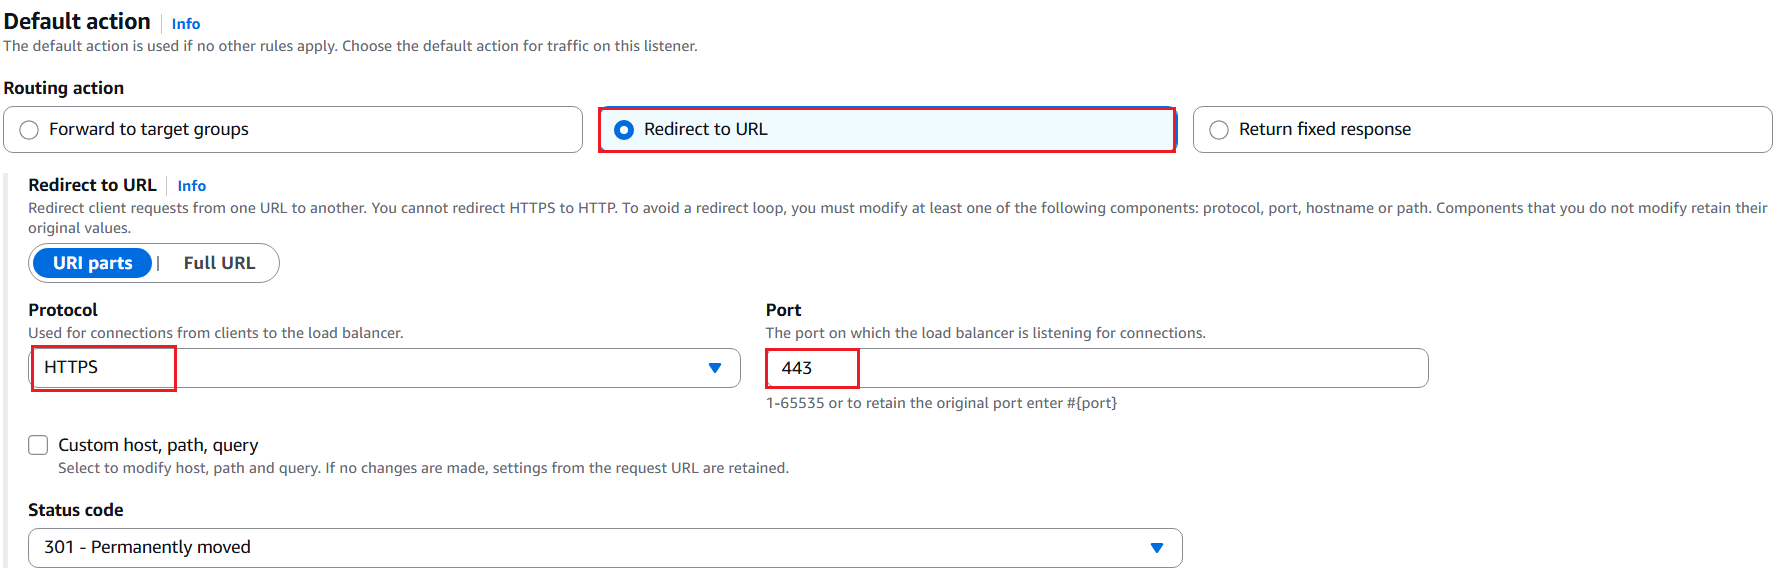 Default action Info
The default action is used if no other rules apply. Choose the default action for traffic on this listener.
Routing action
Forward to target groups
Redirect to URL
Return fixed response
Redirect to URL Info
Redirect client requests from one URL to another. You cannot redirect HTTPS to HTTP. To avoid a redirect loop, you must modify at least one of the following components: protocol, port, hostname or path. Components that you do not modify retain their
original values.
URI parts | Full URL
Protocol
Used for connections from clients to the load balancer.
HTTPS
Port
The port on which the load balancer is listening for connections.
443
1-65535 or to retain the original port enter #{port}
Custom host, path, query
Select to modify host, path and query. If no changes are made, settings from the request URL are retained.
Status code
301 - Permanently moved